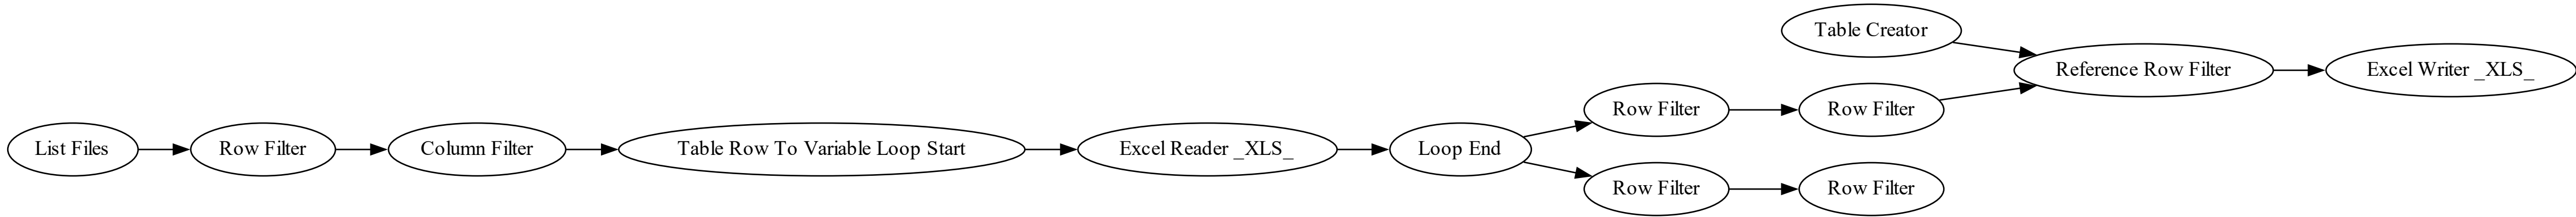 List Files
Row Filter
Column Filter
Table Row To Variable Loop Start
Excel Reader _XLS_
Loop End
Row Filter
Row Filter
Row Filter
Row Filter
Table Creator
Reference Row Filter
Excel Writer _XLS_